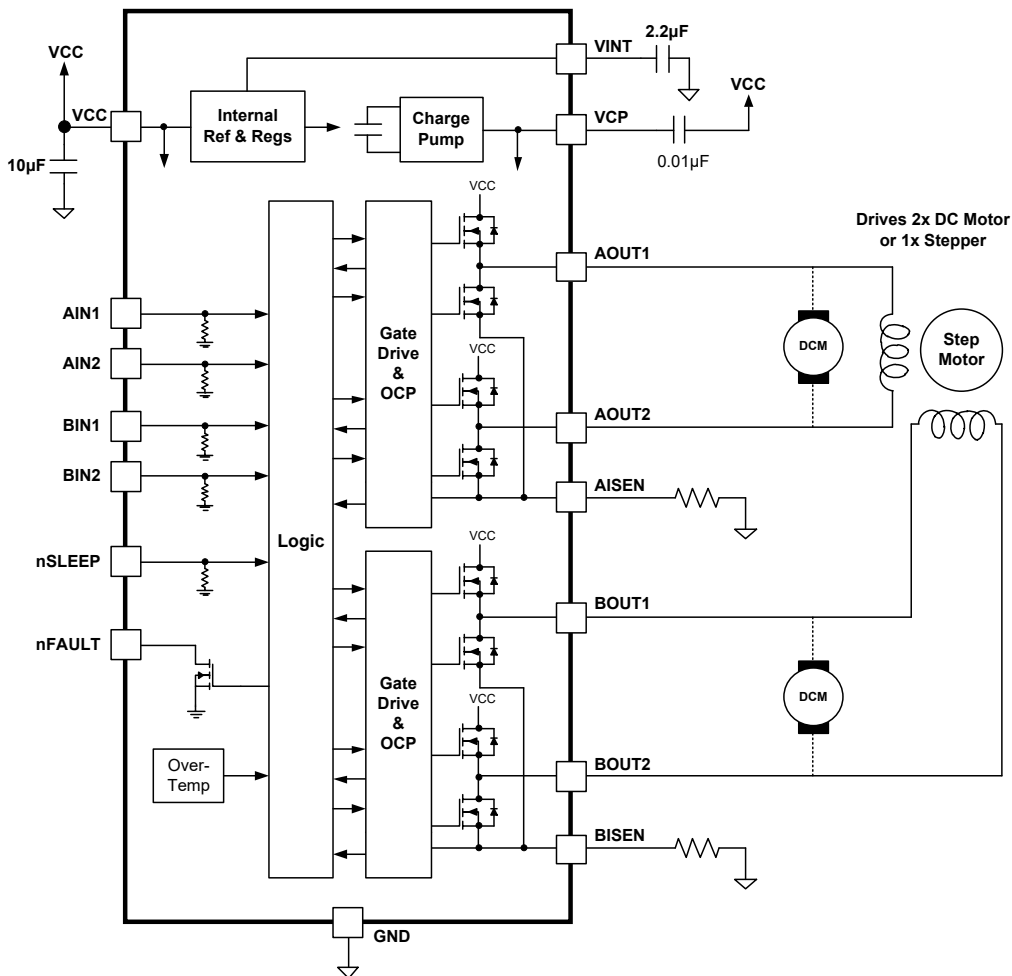 VCC
VCC
10µF
Internal
Ref & Regs
Charge
Pump
VINT
2.2µF
VCP
VCC
0.01µF
Drives 2x DC Motor
or 1x Stepper
AIN1
AIN2
BIN1
BIN2
nSLEEP
nFAULT
Over-
Temp
Logic
Gate
Drive
&
OCP
VCC
VCC
AOUT1
AOUT2
AISEN
DCM
Step
Motor
Gate
Drive
&
OCP
VCC
VCC
BOUT1
BOUT2
BISEN
DCM
GND